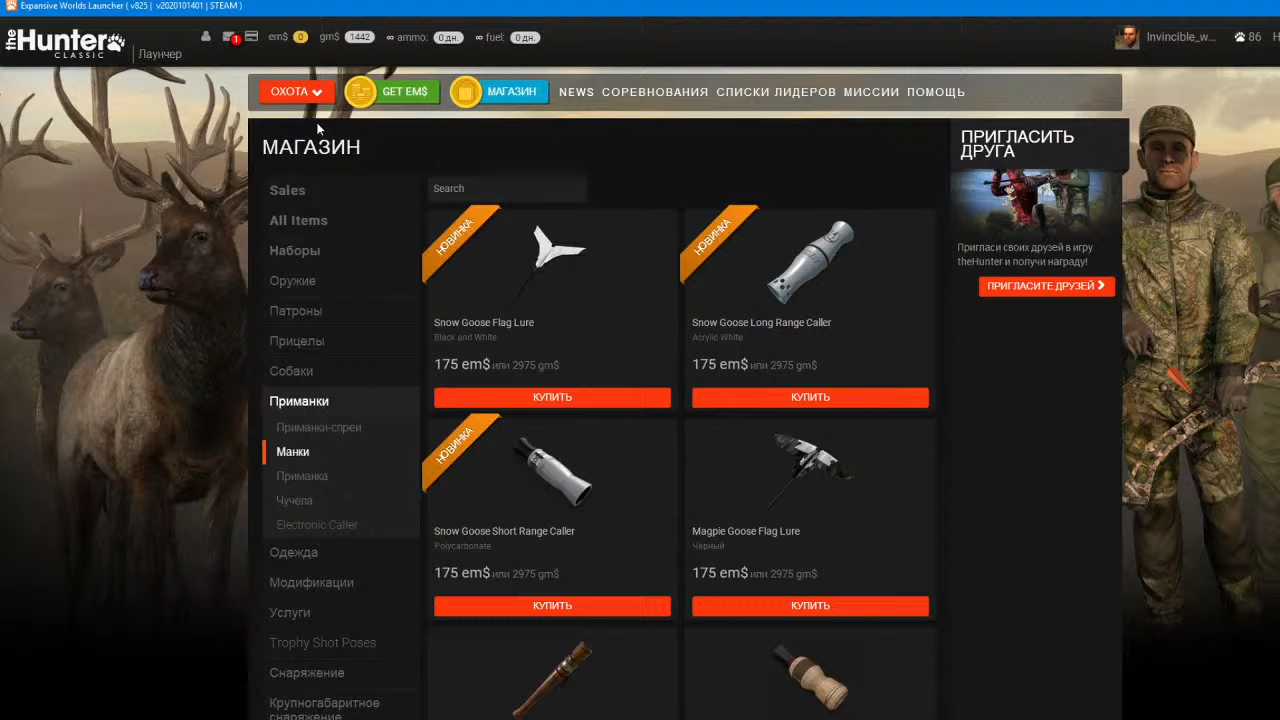 Expansive Worlds Launcher ( v825 | v2020101401 | STEAM )
theHunter
CLASSIC
Лаунчер
1
em$ 0 gm$ 1442 ∞ ammo: 0 дн. ∞ fuel: 0 дн.
Invincible_w... 86 H
ОХОТА GET EM$ МАГАЗИН NEWS СОРЕВНОВАНИЯ СПИСКИ ЛИДЕРОВ МИССИИ ПОМОЩЬ
МАГАЗИН
Sales
All Items
Наборы
Оружие
Патроны
Прицелы
Собаки
Приманки
Приманки-спреи
Манки
Приманка
Чучела
Electronic Caller
Одежда
Модификации
Услуги
Trophy Shot Poses
Снаряжение
Крупногабаритное
снаряжение
Search
НОВИНКА
Snow Goose Flag Lure
Black and White
175 em$ или 2975 gm$
КУПИТЬ
НОВИНКА
Snow Goose Long Range Caller
Acrylic White
175 em$ или 2975 gm$
КУПИТЬ
НОВИНКА
Snow Goose Short Range Caller
Polycarbonate
175 em$ или 2975 gm$
КУПИТЬ
Magpie Goose Flag Lure
Черный
175 em$ или 2975 gm$
КУПИТЬ
ПРИГЛАСИТЬ
ДРУГА
Пригласи своих друзей в игру
theHunter и получи награду!
ПРИГЛАСИТЕ ДРУЗЕЙ